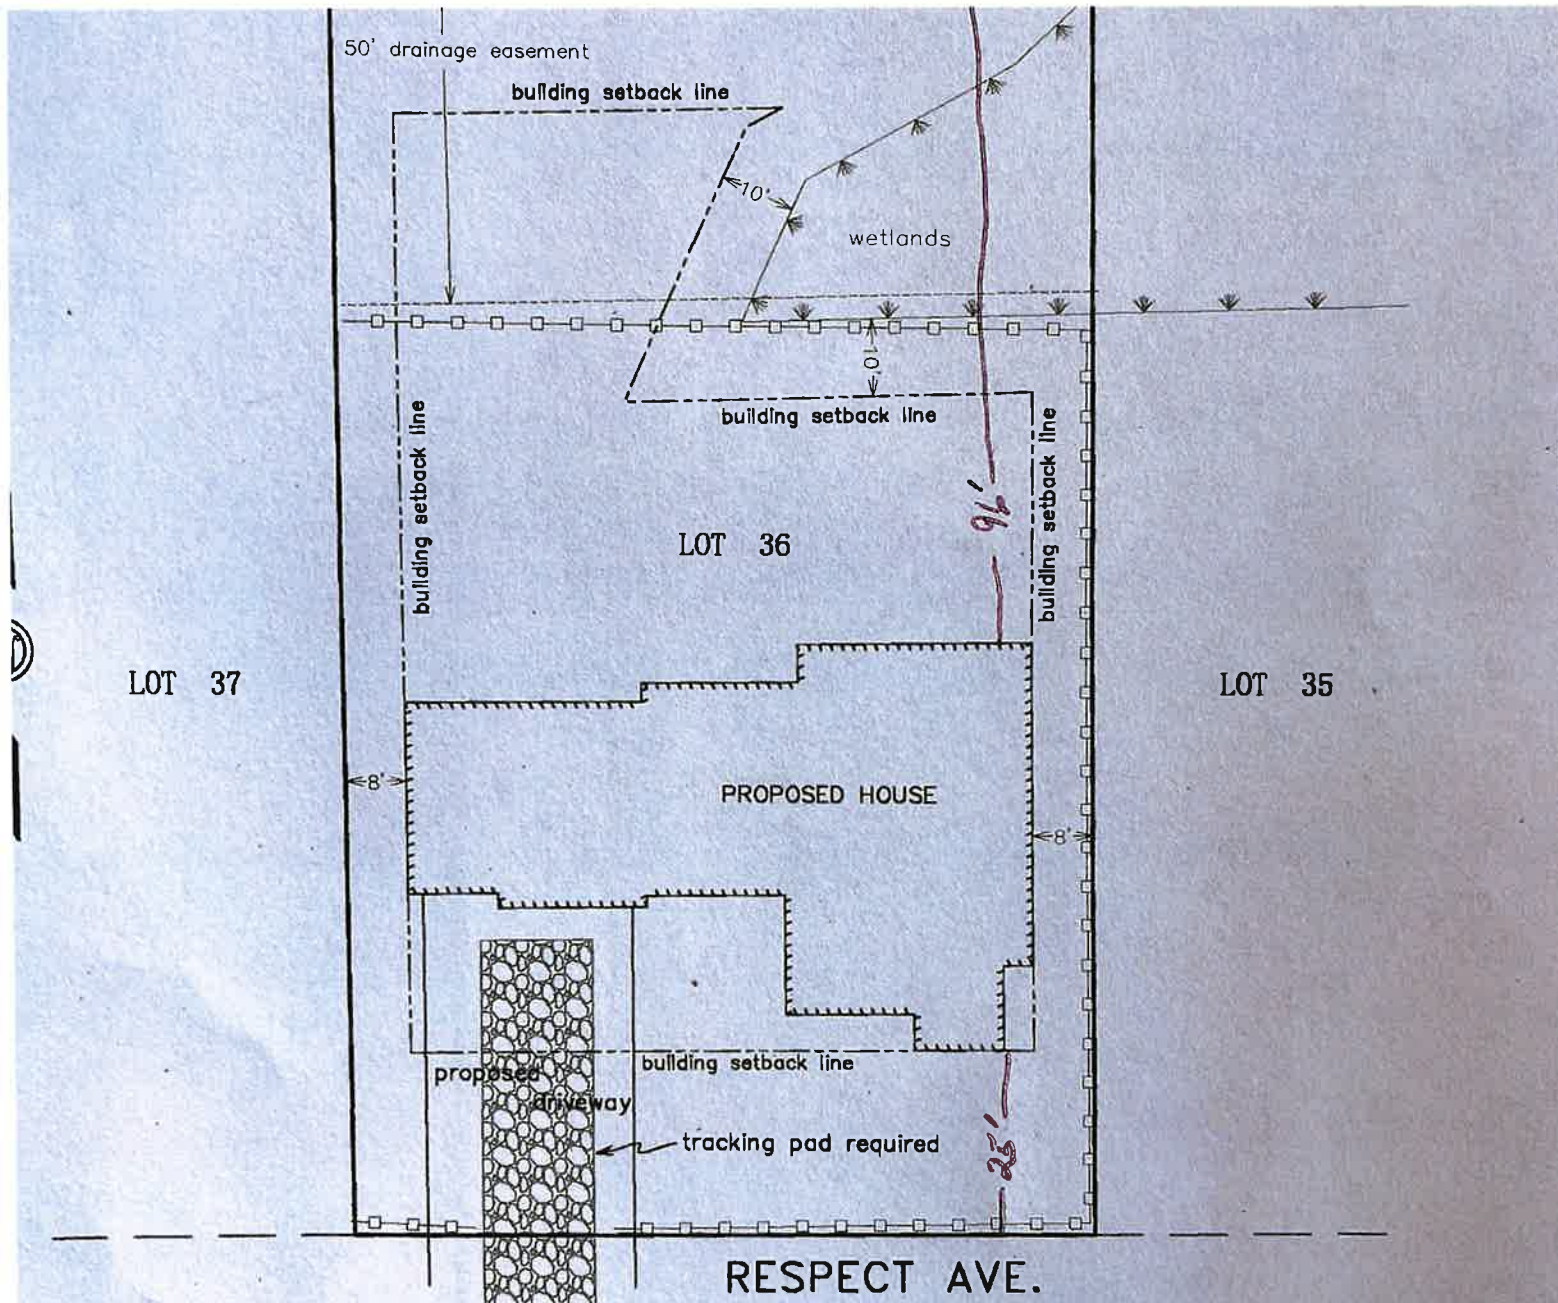 50' drainage easement
building setback line
10'
wetlands
10'
building setback line
building setback line
building setback line
96'
LOT 36
LOT 37
LOT 35
8'
PROPOSED HOUSE
8'
building setback line
proposed
driveway
25'
tracking pad required
RESPECT AVE.